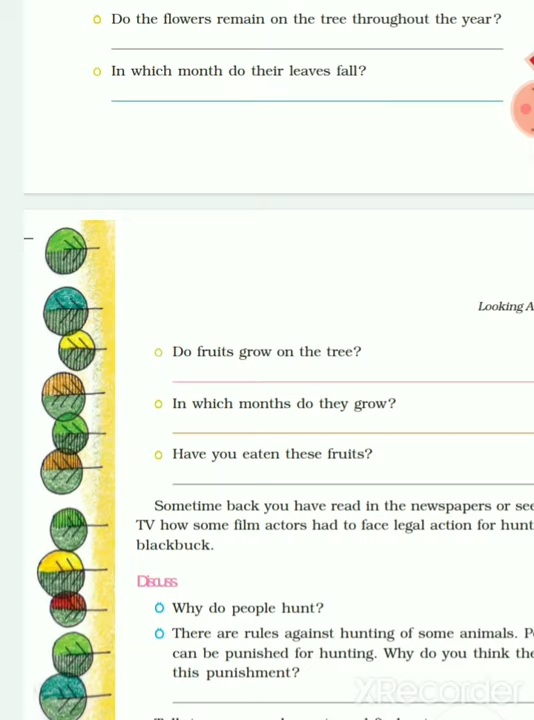 Do the flowers remain on the tree throughout the year?
In which month do their leaves fall?
Looking A
Do fruits grow on the tree?
In which months do they grow?
Have you eaten these fruits?
Sometime back you have read in the newspapers or see
TV how some film actors had to face legal action for hunt
blackbuck.
Discuss
Why do people hunt?
There are rules against hunting of some animals. P
can be punished for hunting. Why do you think the
this punishment?
XRecorder